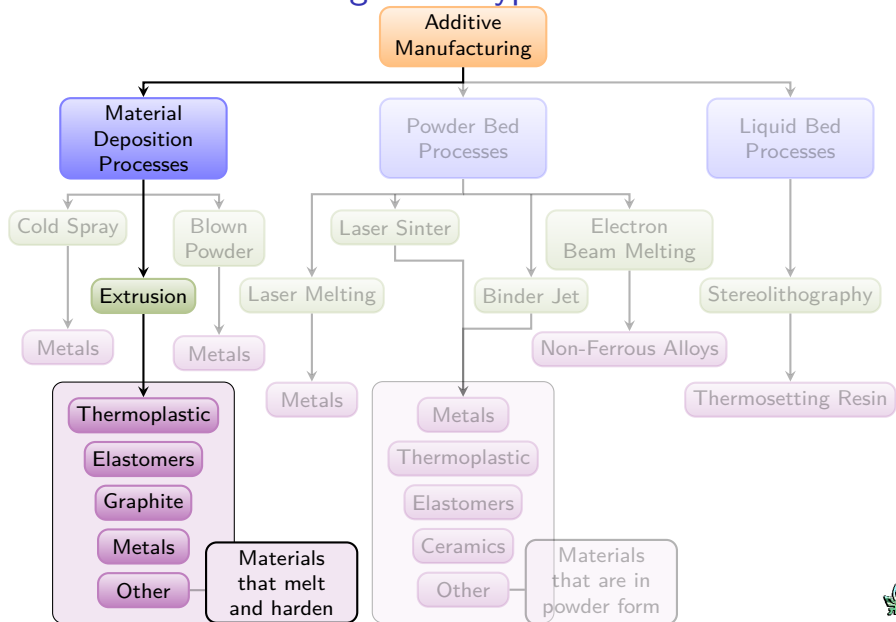 Additive
Manufacturing
Material
Deposition
Processes
Powder Bed
Processes
Liquid Bed
Processes
Cold Spray
Blown
Powder
Laser Sinter
Electron
Beam Melting
Extrusion
Laser Melting
Binder Jet
Stereolithography
Metals
Metals
Non-Ferrous Alloys
Metals
Thermosetting Resin
Thermoplastic
Elastomers
Graphite
Metals
Other
Materials
that melt
and harden
Metals
Thermoplastic
Elastomers
Ceramics
Other
Materials
that are in
powder form